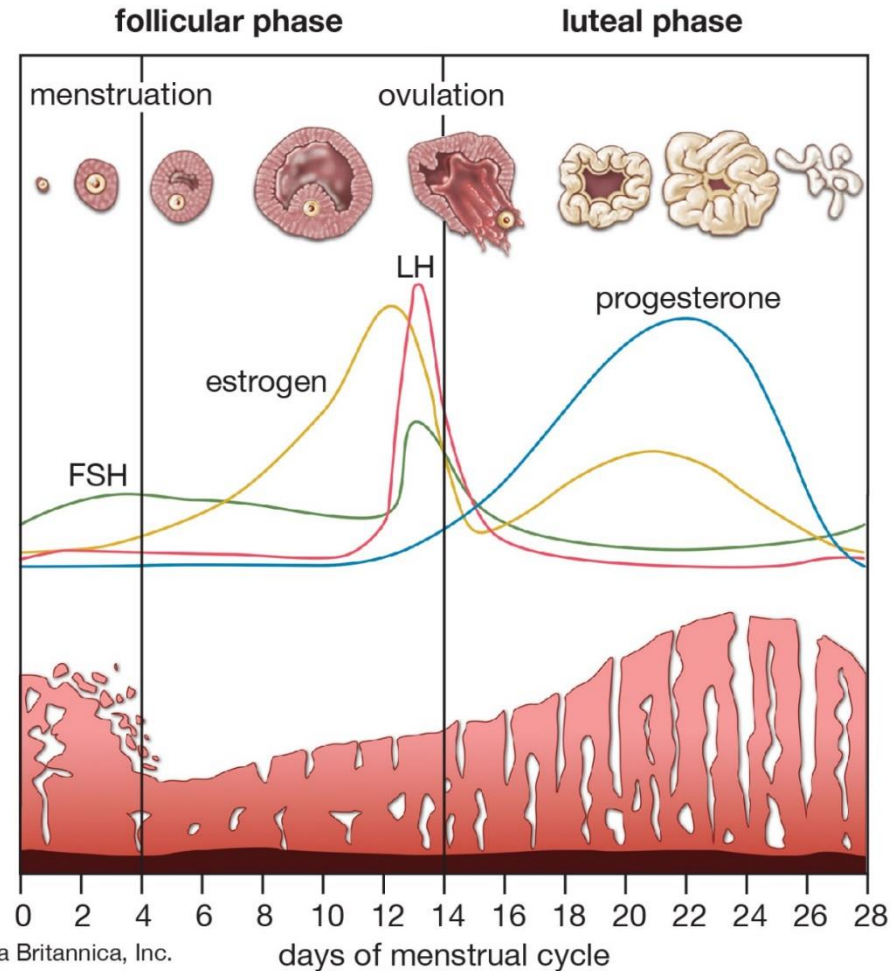 follicular phase luteal phase
menstruation ovulation
LH
progesterone
estrogen
FSH
0 2 4 6 8 10 12 14 16 18 20 22 24 26 28
a Britannica, Inc. days of menstrual cycle